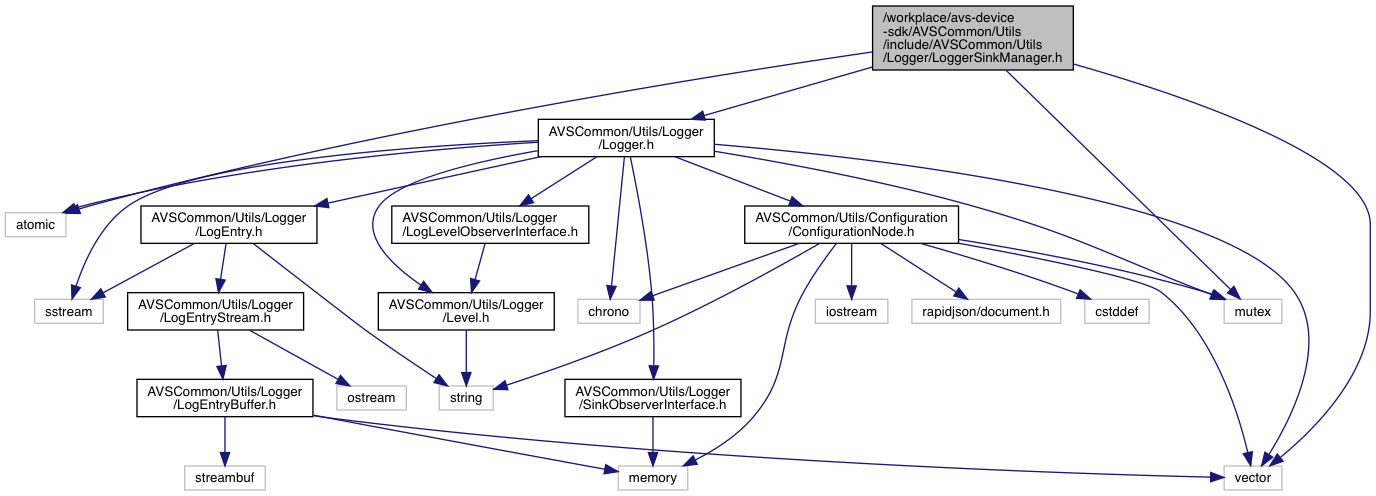 /workplace/avs-device
-sdk/AVSCommon/Utils
/include/AVSCommon/Utils
/Logger/LoggerSinkManager.h
AVSCommon/Utils/Logger
/Logger.h
atomic
AVSCommon/Utils/Logger
/LogEntry.h
AVSCommon/Utils/Logger
/LogLevelObserverInterface.h
AVSCommon/Utils/Configuration
/ConfigurationNode.h
sstream
AVSCommon/Utils/Logger
/LogEntryStream.h
AVSCommon/Utils/Logger
/Level.h
chrono
iostream
rapidjson/document.h
cstddef
mutex
AVSCommon/Utils/Logger
/LogEntryBuffer.h
ostream
string
AVSCommon/Utils/Logger
/SinkObserverInterface.h
streambuf
memory
vector